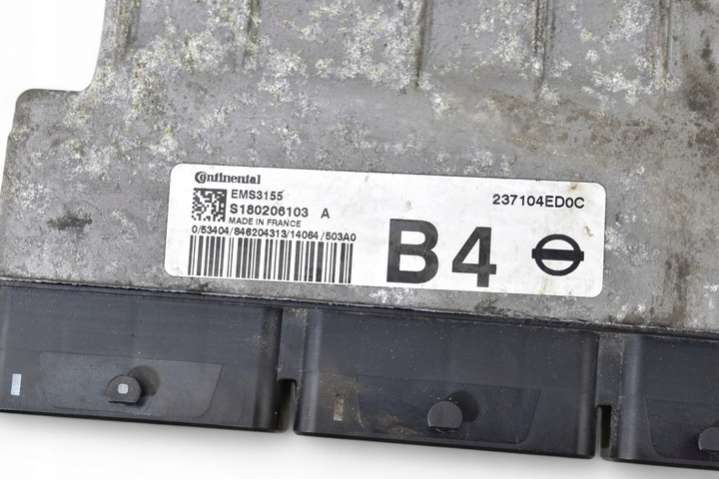 Continental
EMS3155
S180206103 A
MADE IN FRANCE
0/53404/846204313/14064/503A0
237104ED0C
B4